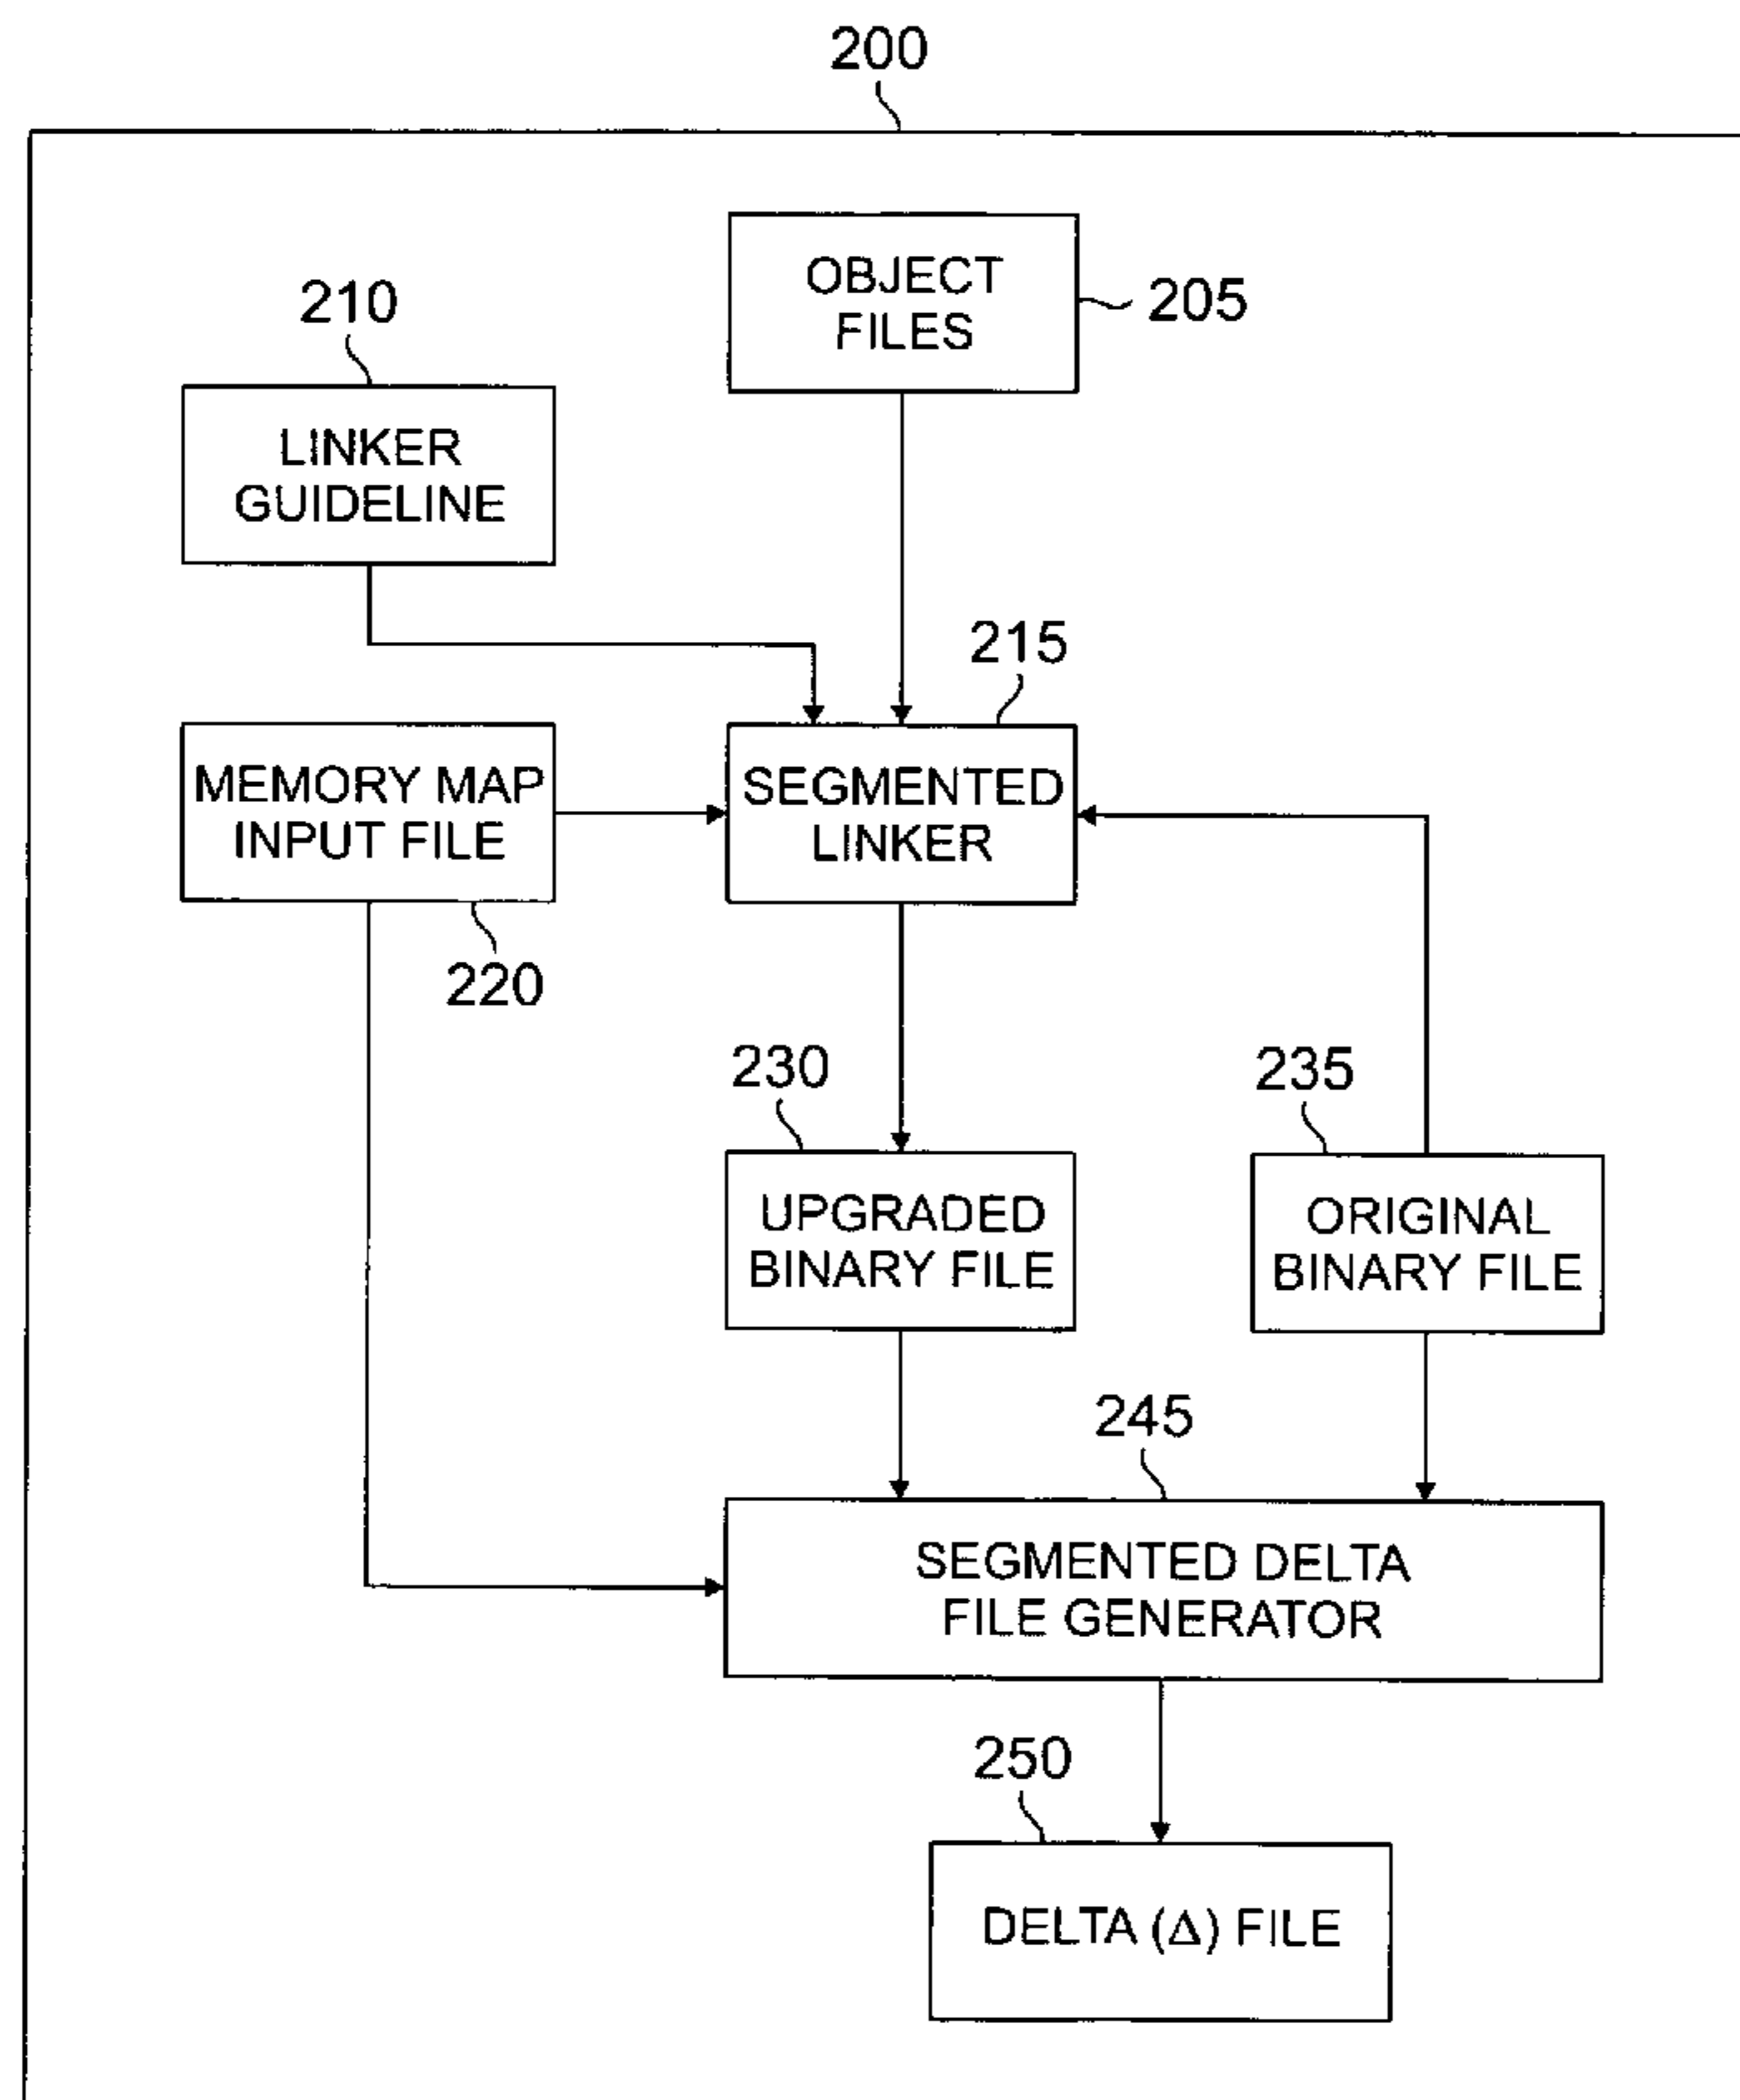 200
OBJECT
FILES
205
210
LINKER
GUIDELINE
215
MEMORY MAP
INPUT FILE
220
SEGMENTED
LINKER
230
UPGRADED
BINARY FILE
235
ORIGINAL
BINARY FILE
245
SEGMENTED DELTA
FILE GENERATOR
250
DELTA (Δ) FILE